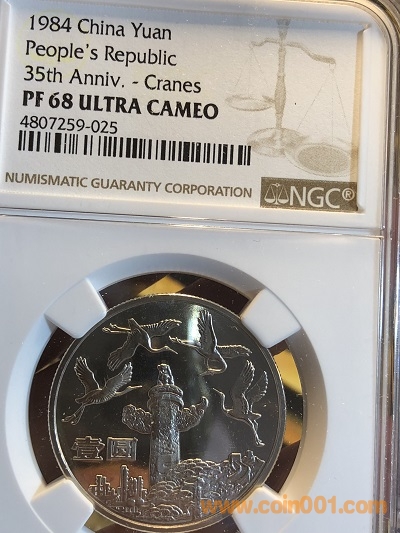 1984 China Yuan
People's Republic
35th Anniv. - Cranes
PF 68 ULTRA CAMEO
4807259-025
NUMISMATIC GUARANTY CORPORATION
NGC®
壹圆
www.coin001.com